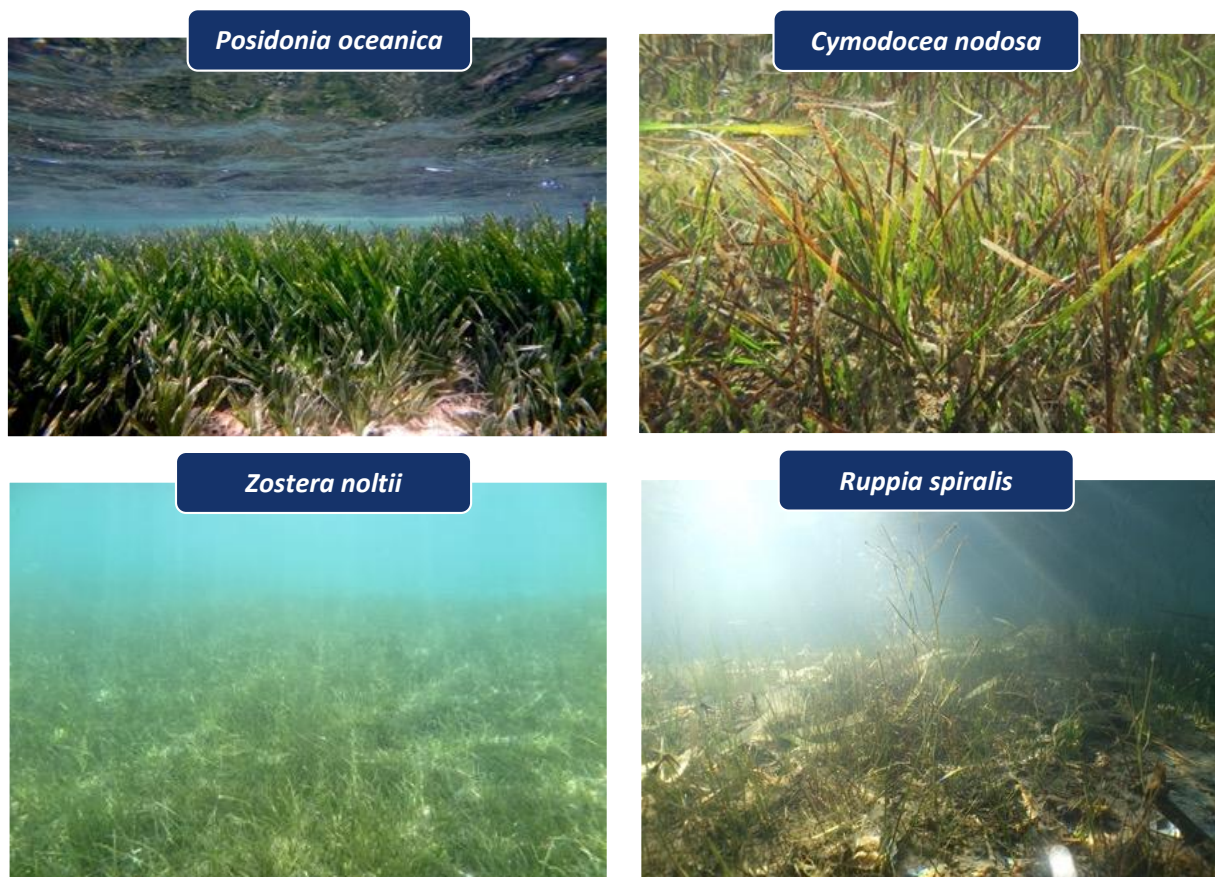 Posidonia oceanica
Cymodocea nodosa
Zostera noltii
Ruppia spiralis